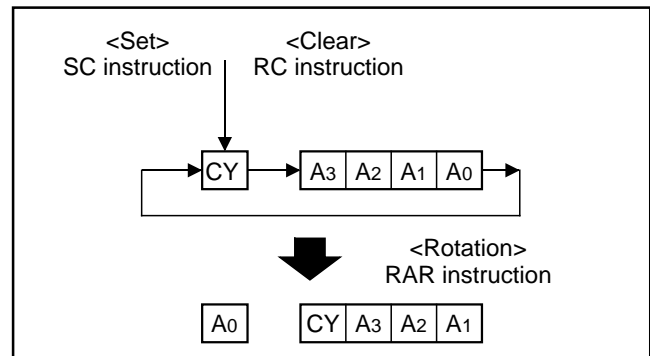 <Set> <Clear>
SC instruction RC instruction
CY A3 A2 A1 A0
<Rotation>
RAR instruction
A0 CY A3 A2 A1